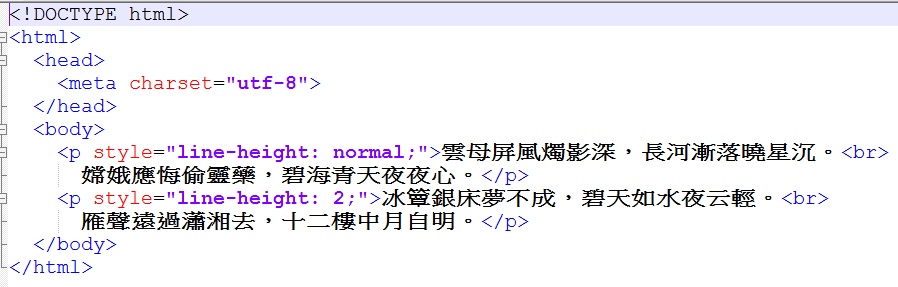 <!DOCTYPE html>
<html>
<head>
<meta charset="utf-8">
</head>
<body>
<p style="line-height: normal;">雲母屏風燭影深，長河漸落曉星沉。<br>
嫦娥應悔偷靈藥，碧海青天夜夜心。</p>
<p style="line-height: 2;">冰簟銀床夢不成，碧天如水夜云輕。<br>
雁聲遠過瀟湘去，十二樓中月自明。</p>
</body>
</html>